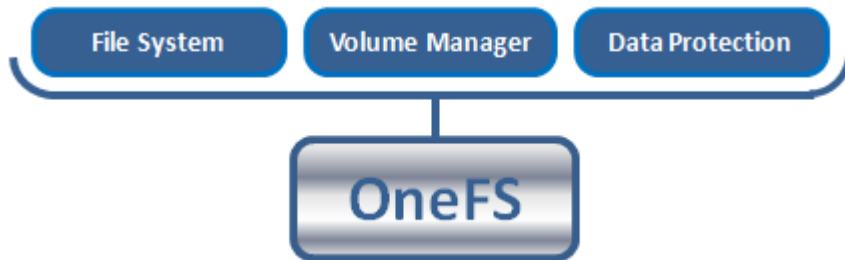 File System
Volume Manager
Data Protection
OneFS